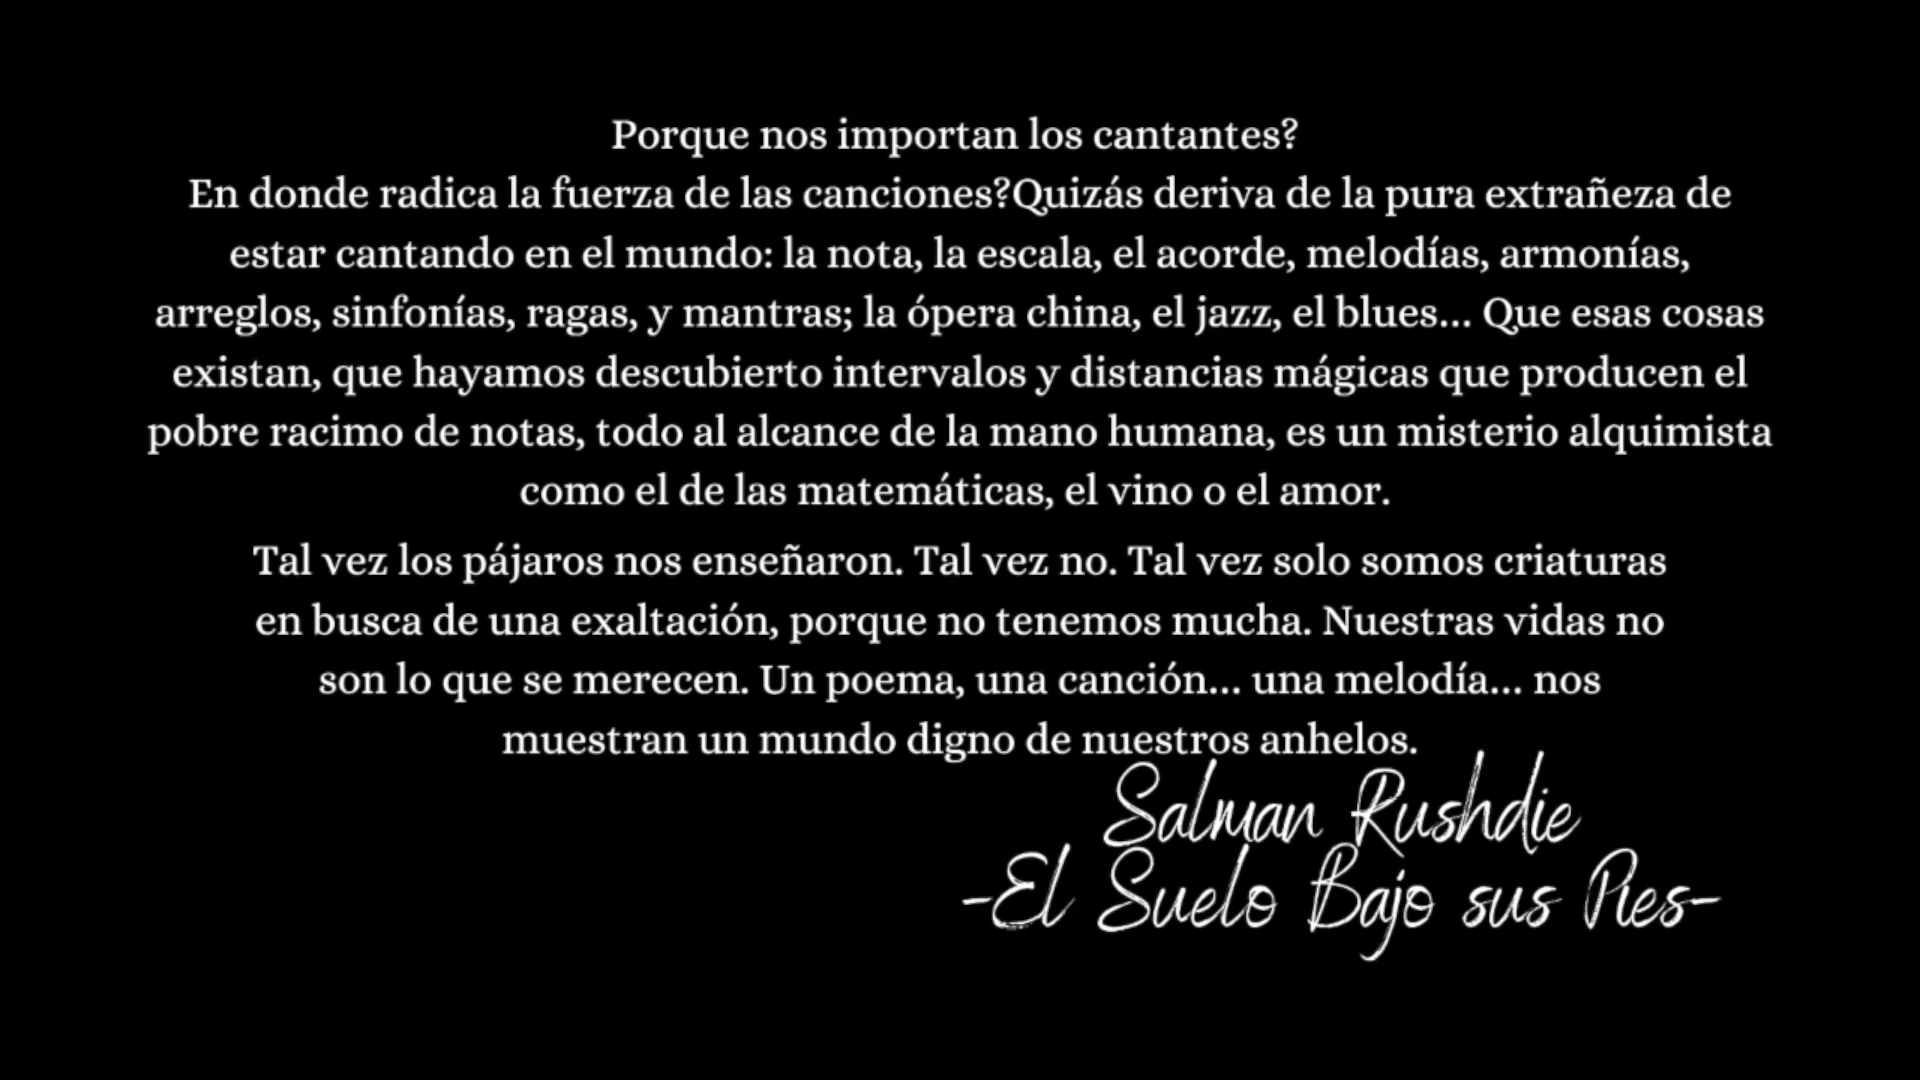 Porque nos importan los cantantes?
En donde radica la fuerza de las canciones?Quizás deriva de la pura extrañeza de
estar cantando en el mundo: la nota, la escala, el acorde, melodías, armonías,
arreglos, sinfonías, ragas, y mantras; la ópera china, el jazz, el blues... Que esas cosas
existan, que hayamos descubierto intervalos y distancias mágicas que producen el
pobre racimo de notas, todo al alcance de la mano humana, es un misterio alquimista
como el de las matemáticas, el vino o el amor.
Tal vez los pájaros nos enseñaron. Tal vez no. Tal vez solo somos criaturas
en busca de una exaltación, porque no tenemos mucha. Nuestras vidas no
son lo que se merecen. Un poema, una canción... una melodía... nos
muestran un mundo digno de nuestros anhelos.
Salman Rushdie
-El Suelo Bajo sus Pies-